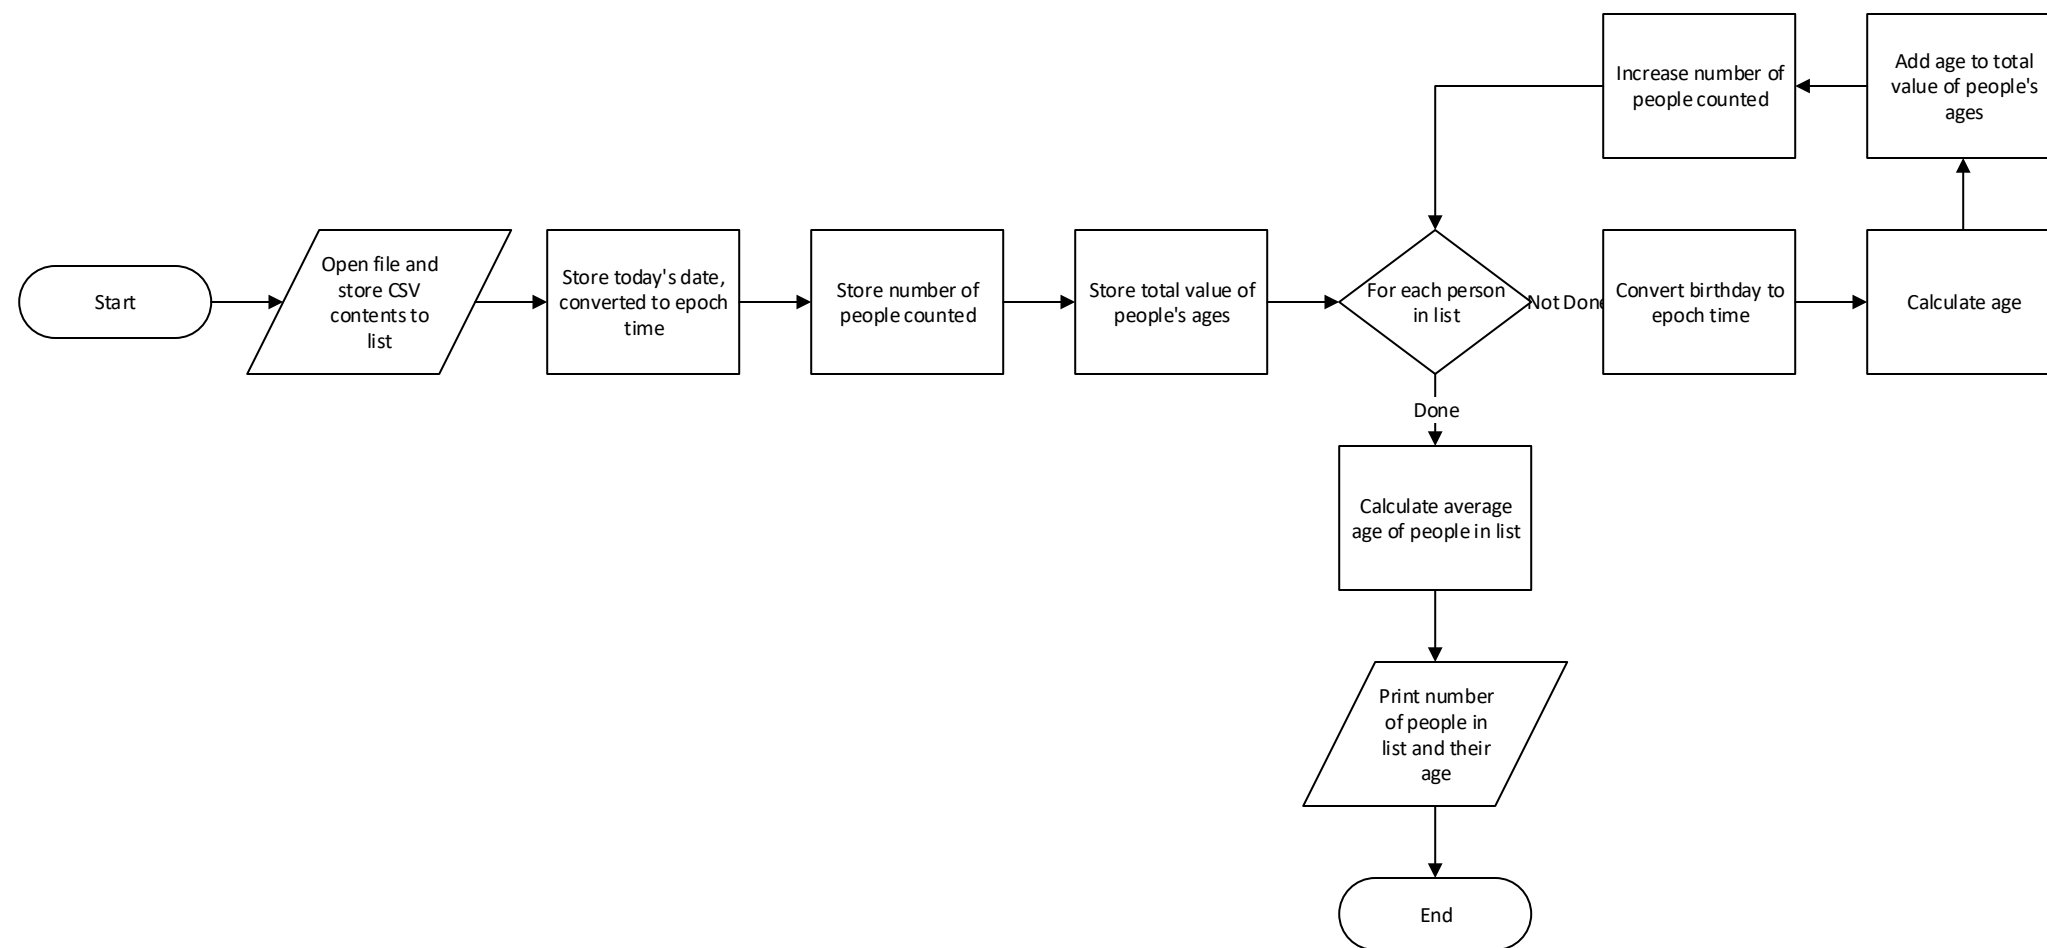 Start
Open file and
store CSV
contents to
list
Store today's date,
converted to epoch
time
Store number of
people counted
Store total value of
people's ages
For each person
in list
Not Done
Convert birthday to
epoch time
Calculate age
Add age to total
value of people's
ages
Increase number of
people counted
Done
Calculate average
age of people in list
Print number
of people in
list and their
age
End